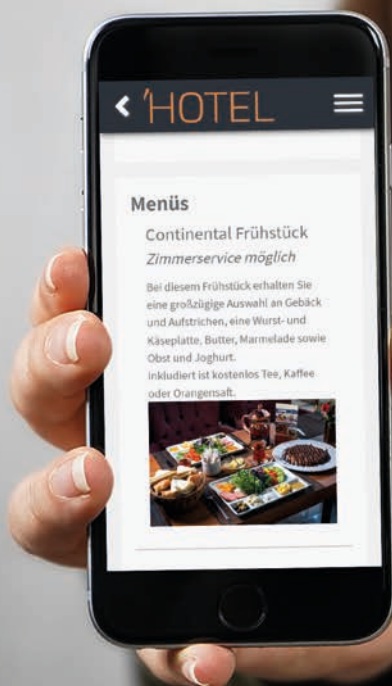 'HOTEL
Menüs
Continental Frühstück
Zimmerservice möglich
Bei diesem Frühstück erhalten Sie
eine großzügige Auswahl an Gebäck
und Aufstrichen, eine Wurst- und
Käseplatte, Butter, Marmelade sowie
Obst und Joghurt.
Inkludiert ist kostenlos Tee, Kaffee
oder Orangensaft.